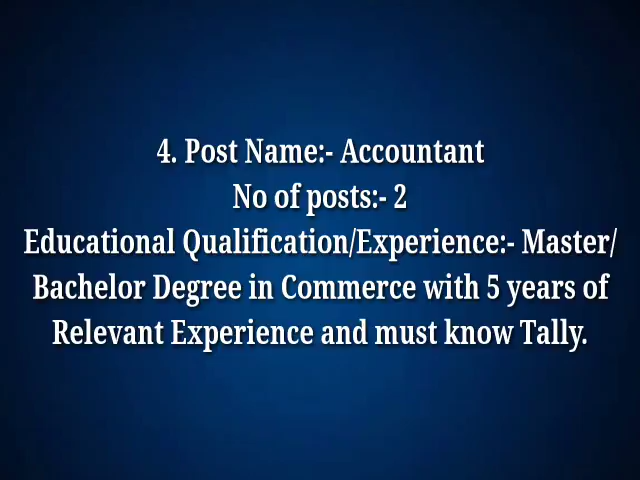 4. Post Name:- Accountant
No of posts:- 2
Educational Qualification/Experience:- Master/
Bachelor Degree in Commerce with 5 years of
Relevant Experience and must know Tally.